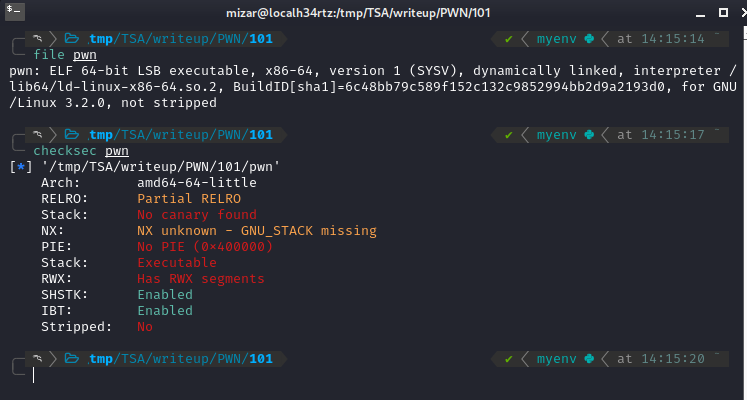 mizar@localh34rtz:/tmp/TSA/writeup/PWN/101
tmp/TSA/writeup/PWN/101 ✔ myenv at 14:15:14
file pwn
pwn: ELF 64-bit LSB executable, x86-64, version 1 (SYSV), dynamically linked, interpreter /
lib64/ld-linux-x86-64.so.2, BuildID[sha1]=6c48bb79c589f152c132c9852994bb2d9a2193d0, for GNU
/Linux 3.2.0, not stripped
tmp/TSA/writeup/PWN/101 ✔ myenv at 14:15:17
checksec pwn
[*] '/tmp/TSA/writeup/PWN/101/pwn'
Arch: amd64-64-little
RELRO: Partial RELRO
Stack: No canary found
NX: NX unknown - GNU_STACK missing
PIE: No PIE (0×400000)
Stack: Executable
RWX: Has RWX segments
SHSTK: Enabled
IBT: Enabled
Stripped: No
tmp/TSA/writeup/PWN/101 ✔ myenv at 14:15:20